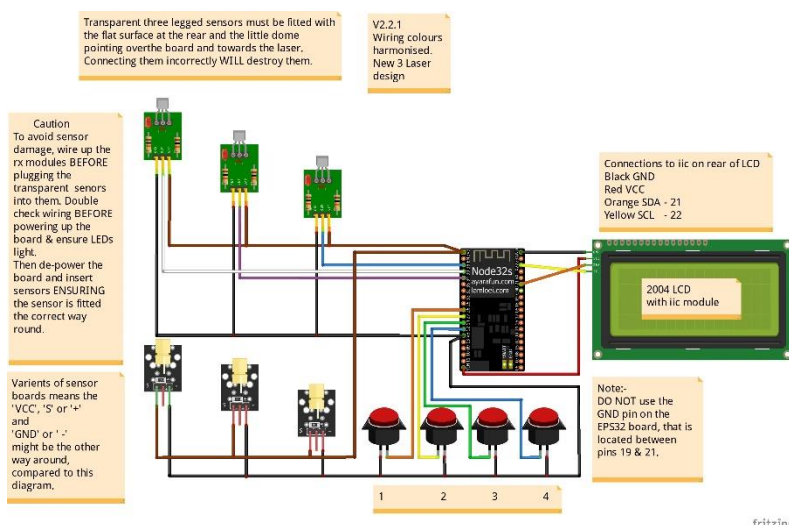 Transparent three legged sensors must be fitted with
the flat surface at the rear and the little dome
pointing overthe board and towards the laser,
Connecting them incorrectly WILL destroy them.
V2.2.1
Wiring colours
harmonised.
New 3 Laser
design
Caution
To avoid sensor
damage, wire up the
rx modules BEFORE
plugging the
transparent senors
into them. Double
check wiring BEFORE
powering up the
board & ensure LEDs
light.
Then de-power the
board and insert
sensors ENSURING
the sensor is fitted
the correct way
round.
Connections to iic on rear of LCD
Black GND
Red VCC
Orange SDA - 21
Yellow SCL - 22
Node32s
ayarafun.com
lamloei.com
2004 LCD
with iic module
Varients of sensor
boards means the
'VCC', 'S' or '+'
and
'GND' or ' -'
might be the other
way around,
compared to this
diagram,
Note:-
DO NOT use the
GND pin on the
EPS32 board, that is
located between
pins 19 & 21.
1 2 3 4